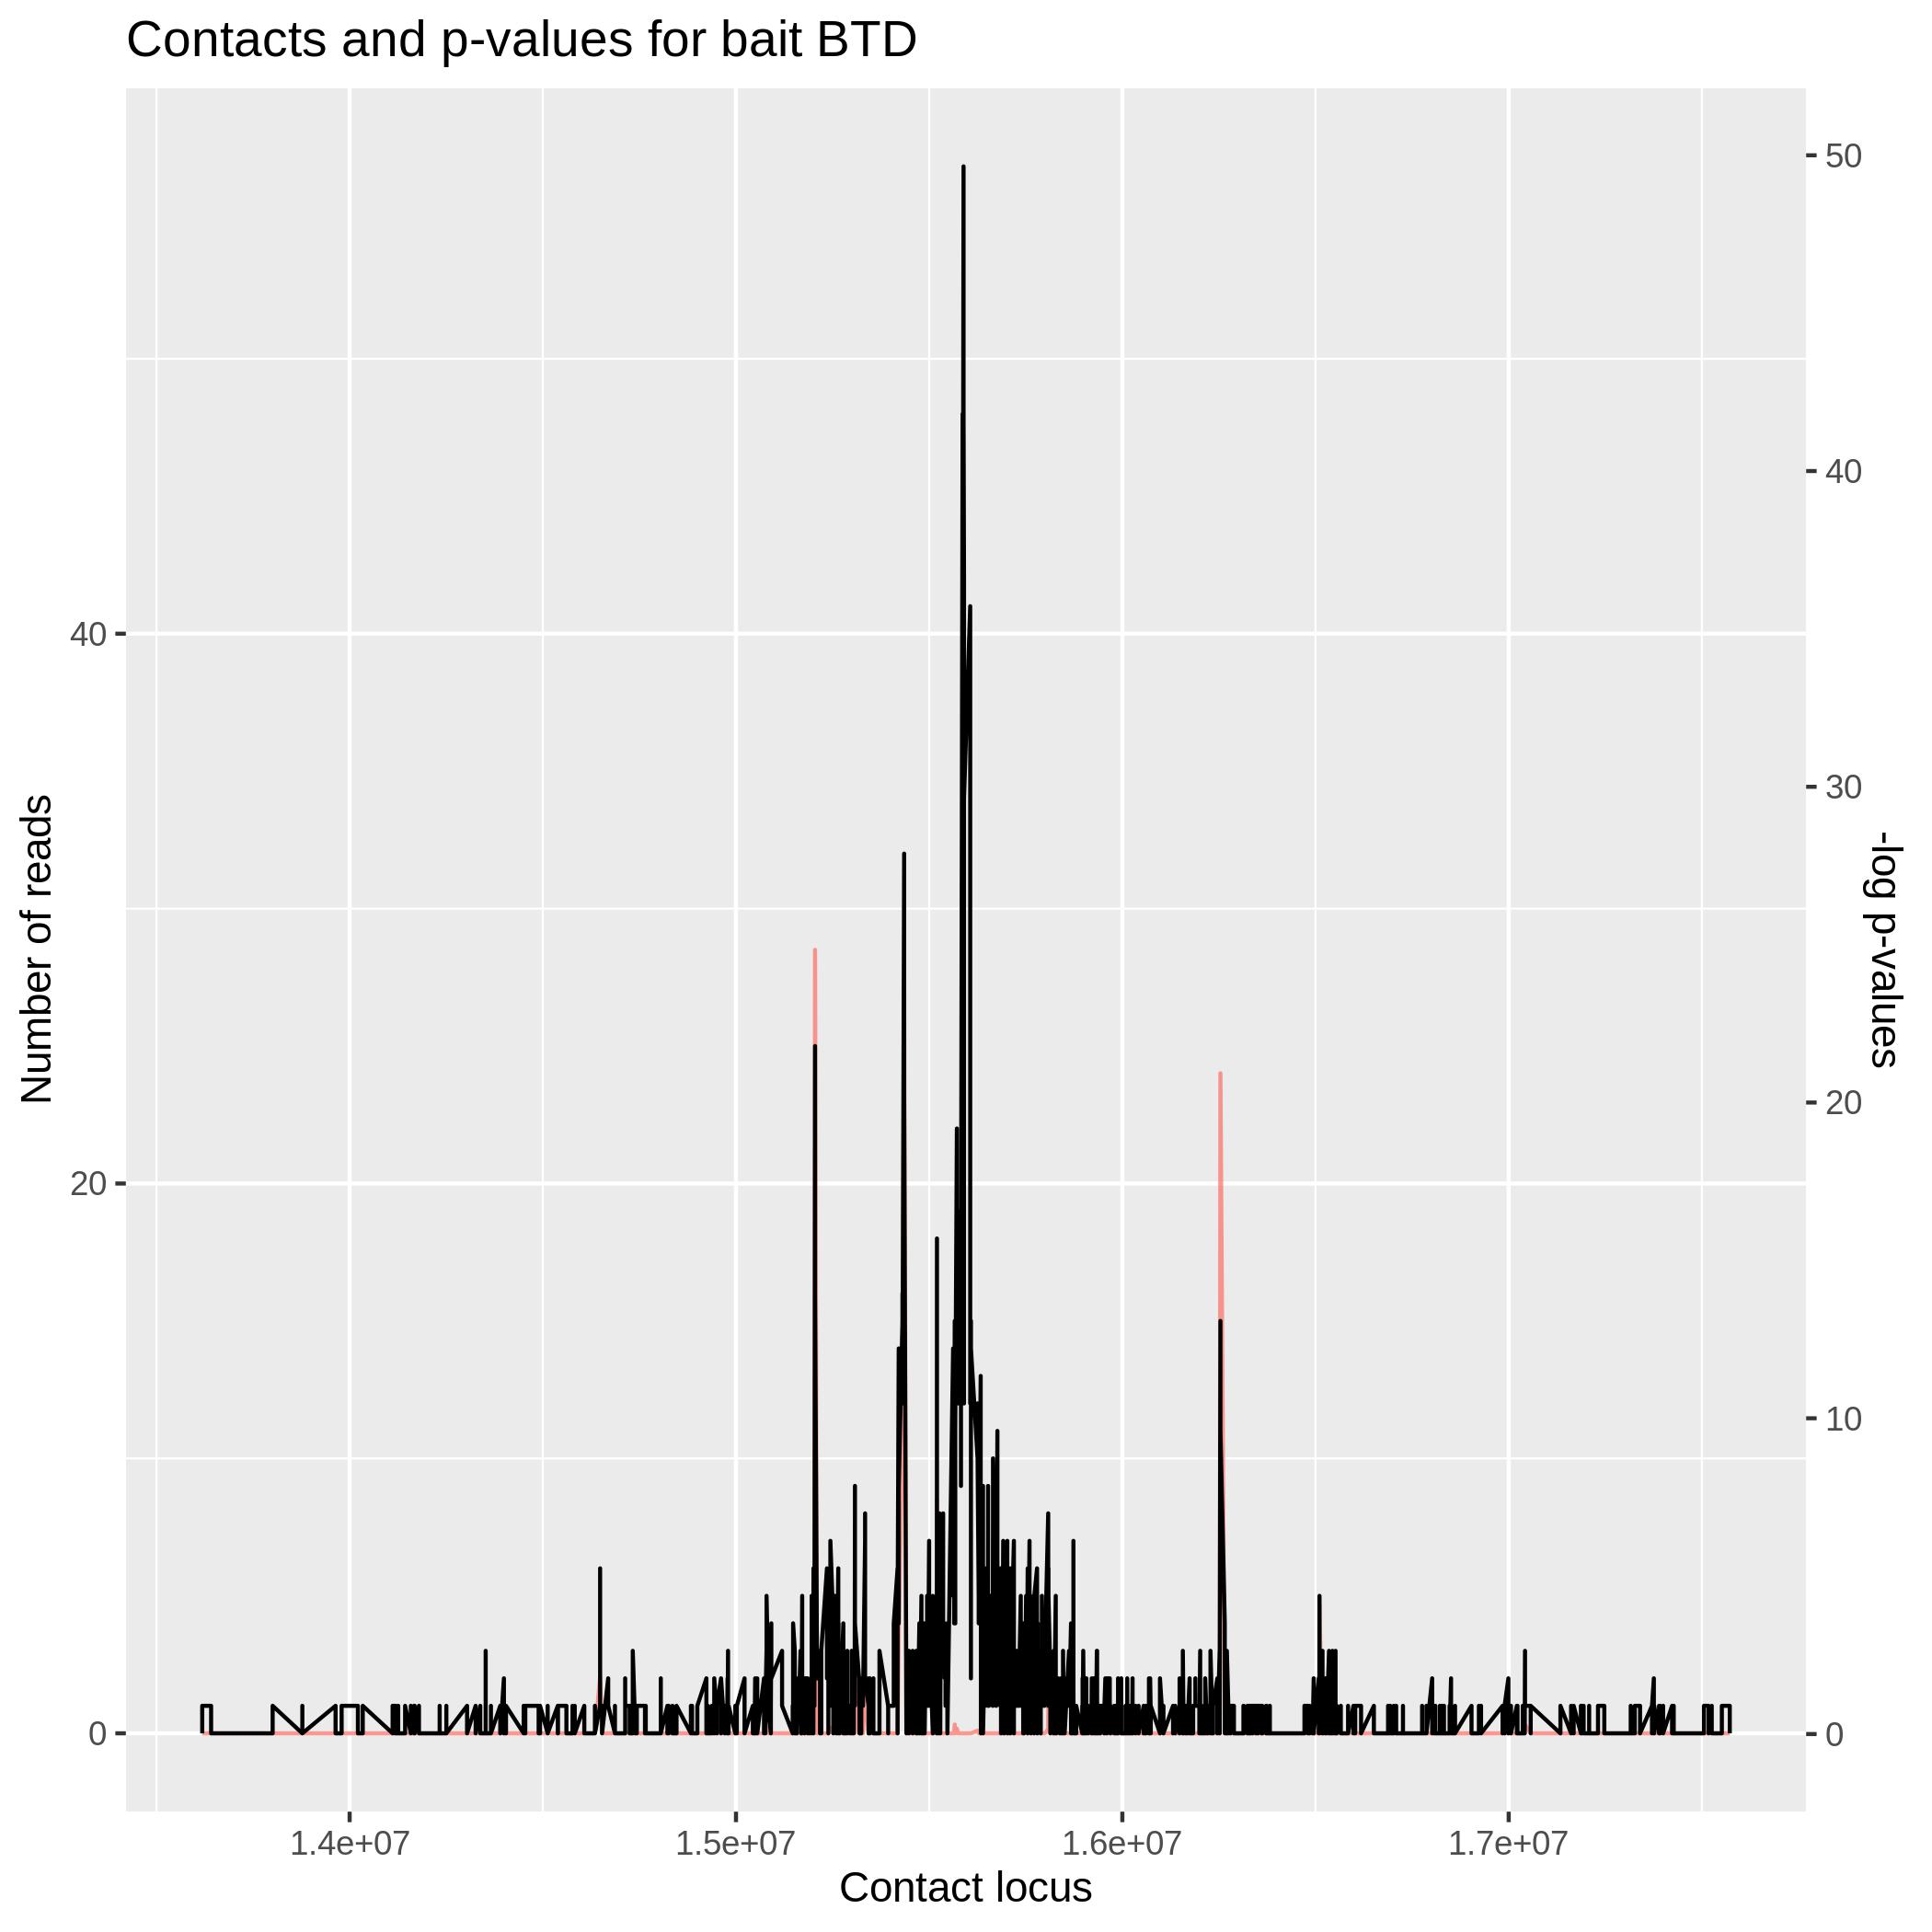 Contacts and p-values for bait BTD
Number of reads
40
20
0
50
40
30
20
10
0
-log p-values
1.4e+07
1.5e+07
1.6e+07
1.7e+07
Contact locus